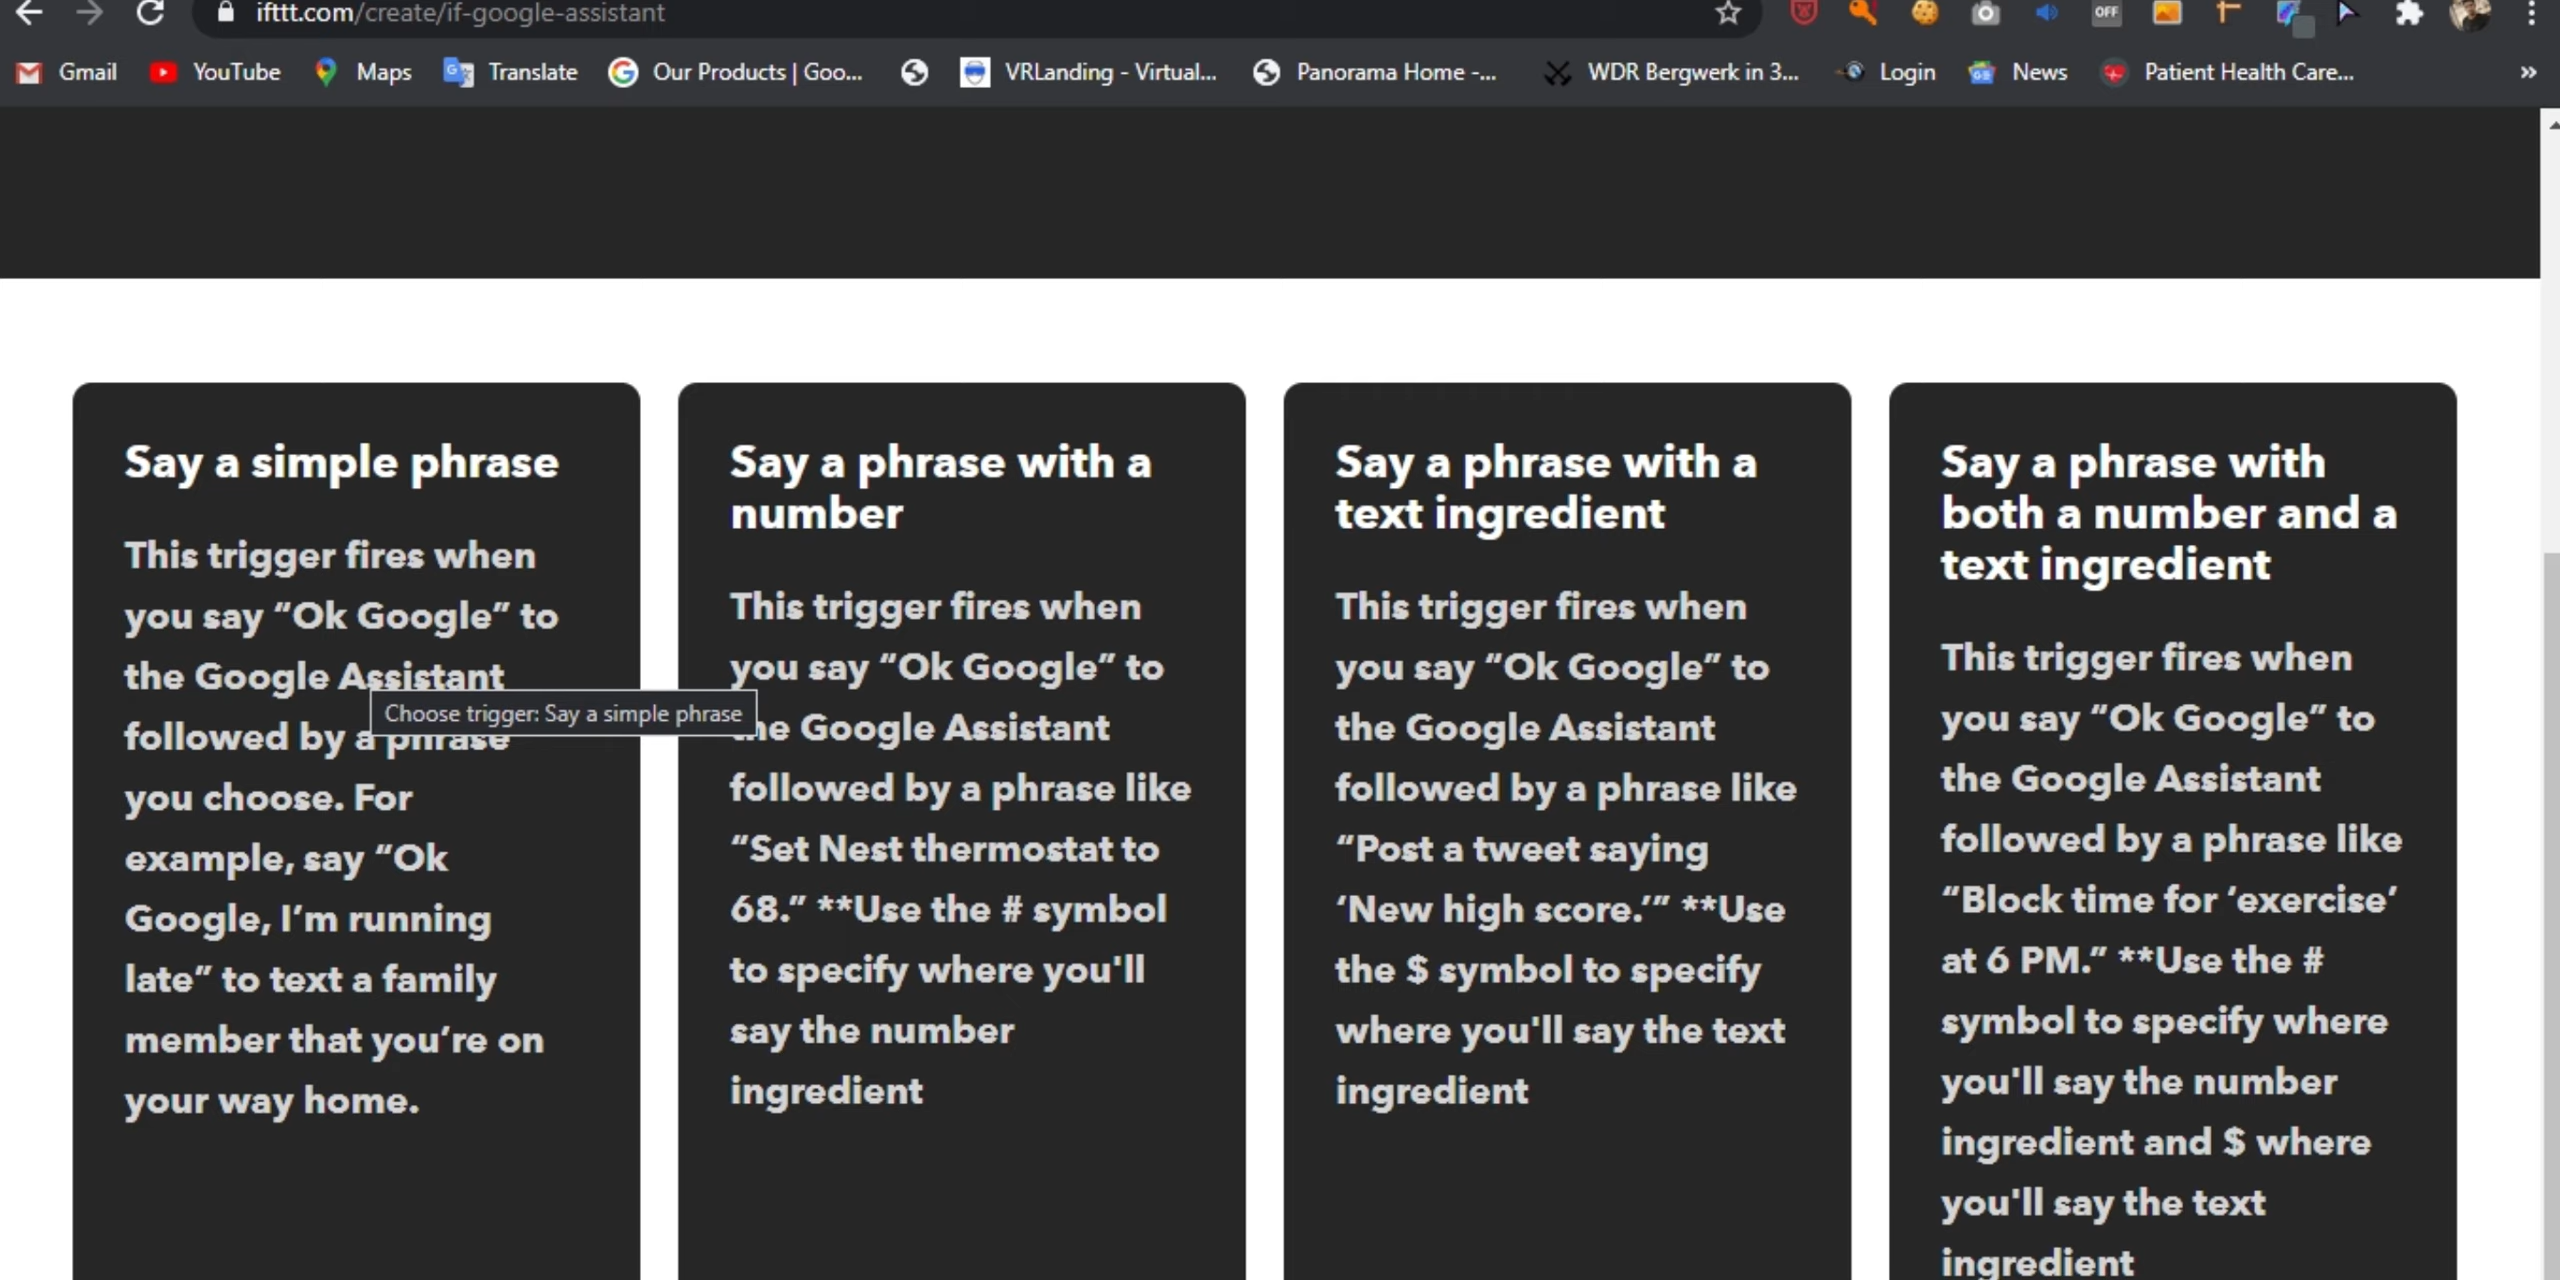 ifttt.com/create/if-google-assistant
OFF
Gmail YouTube Maps Translate Our Products | Goo... VRLanding - Virtual... Panorama Home -... WDR Bergwerk in 3... Login News Patient Health Care... »
Say a simple phrase
This trigger fires when
you say “Ok Google” to
the Google Assistant
followed by a phrase
you choose. For
example, say “Ok
Google, I’m running
late” to text a family
member that you’re on
your way home.
Choose trigger: Say a simple phrase
Say a phrase with a
number
This trigger fires when
you say “Ok Google” to
the Google Assistant
followed by a phrase like
“Set Nest thermostat to
68.” **Use the # symbol
to specify where you'll
say the number
ingredient
Say a phrase with a
text ingredient
This trigger fires when
you say “Ok Google” to
the Google Assistant
followed by a phrase like
“Post a tweet saying
‘New high score.’” **Use
the $ symbol to specify
where you'll say the text
ingredient
Say a phrase with
both a number and a
text ingredient
This trigger fires when
you say “Ok Google” to
the Google Assistant
followed by a phrase like
“Block time for ‘exercise’
at 6 PM.” **Use the #
symbol to specify where
you'll say the number
ingredient and $ where
you'll say the text
ingredient